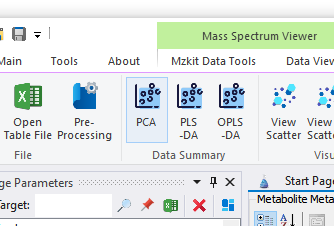 Mass Spectrum Viewer
Main Tools About Mzkit Data Tools Data View
Open Table File
Pre-Processing
PCA
PLS-DA
OPLS-DA
View Scatter
View Scatte
File Data Summary Visu
ge Parameters
Start Page
Target:
Metabolite Meta